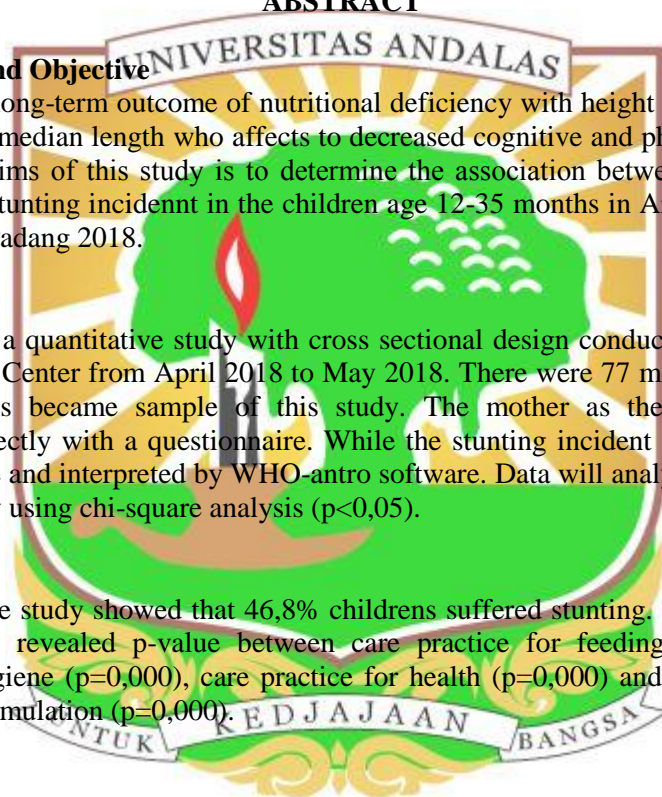 ABSTRACT
UNIVERSITAS ANDALAS
nd Objective
ong-term outcome of nutritional deficiency with height
median length who affects to decreased cognitive and ph
ims of this study is to determine the association betwe
tunting incidennt in the children age 12-35 months in A
adang 2018.
a quantitative study with cross sectional design conduc
Center from April 2018 to May 2018. There were 77 m
s became sample of this study. The mother as the
ectly with a questionnaire. While the stunting incident
and interpreted by WHO-antro software. Data will analy
using chi-square analysis (p<0,05).
e study showed that 46,8% childrens suffered stunting.
revealed p-value between care practice for feeding
giene (p=0,000), care practice for health (p=0,000) and
mulation (p=0,000).
UNTUK KEDJAJAAN BANGSA